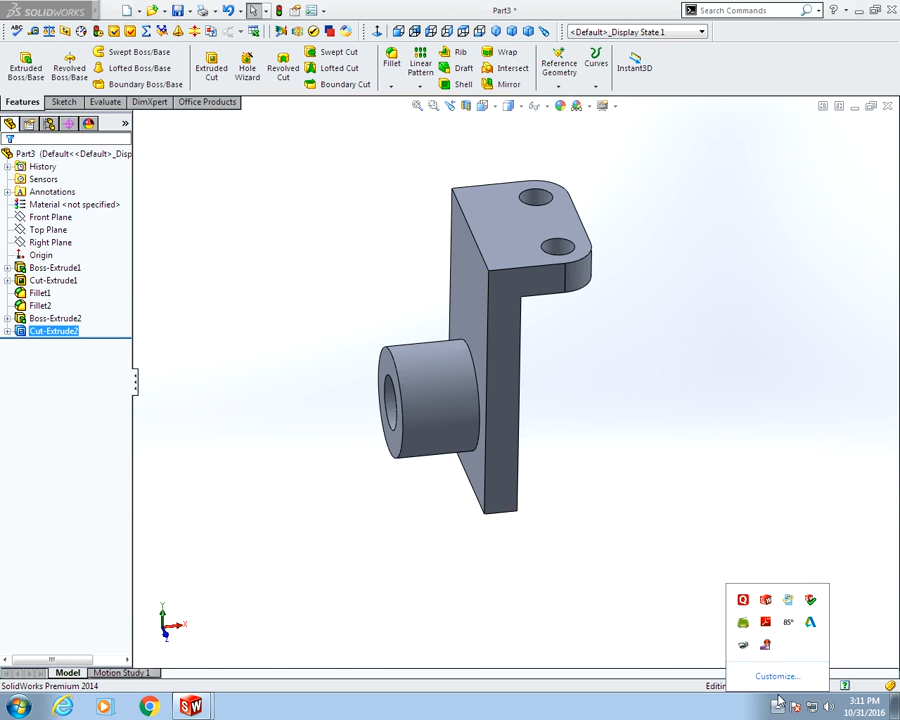 SOLIDWORKS
Part3 *
Search Commands
<Default>_Display State 1
Extruded Boss/Base
Revolved Boss/Base
Swept Boss/Base
Lofted Boss/Base
Boundary Boss/Base
Extruded Cut
Hole Wizard
Revolved Cut
Swept Cut
Lofted Cut
Boundary Cut
Fillet
Linear Pattern
Rib
Draft
Shell
Wrap
Intersect
Mirror
Reference Geometry
Curves
Instant3D
Features Sketch Evaluate DimXpert Office Products
Part3 (Default<<Default>_Disp
History
Sensors
Annotations
Material <not specified>
Front Plane
Top Plane
Right Plane
Origin
Boss-Extrude1
Cut-Extrude1
Fillet1
Fillet2
Boss-Extrude2
Cut-Extrude2
Y
X
Z
85°
Customize...
Model Motion Study 1
SolidWorks Premium 2014
Editin
3:11 PM
10/31/2016